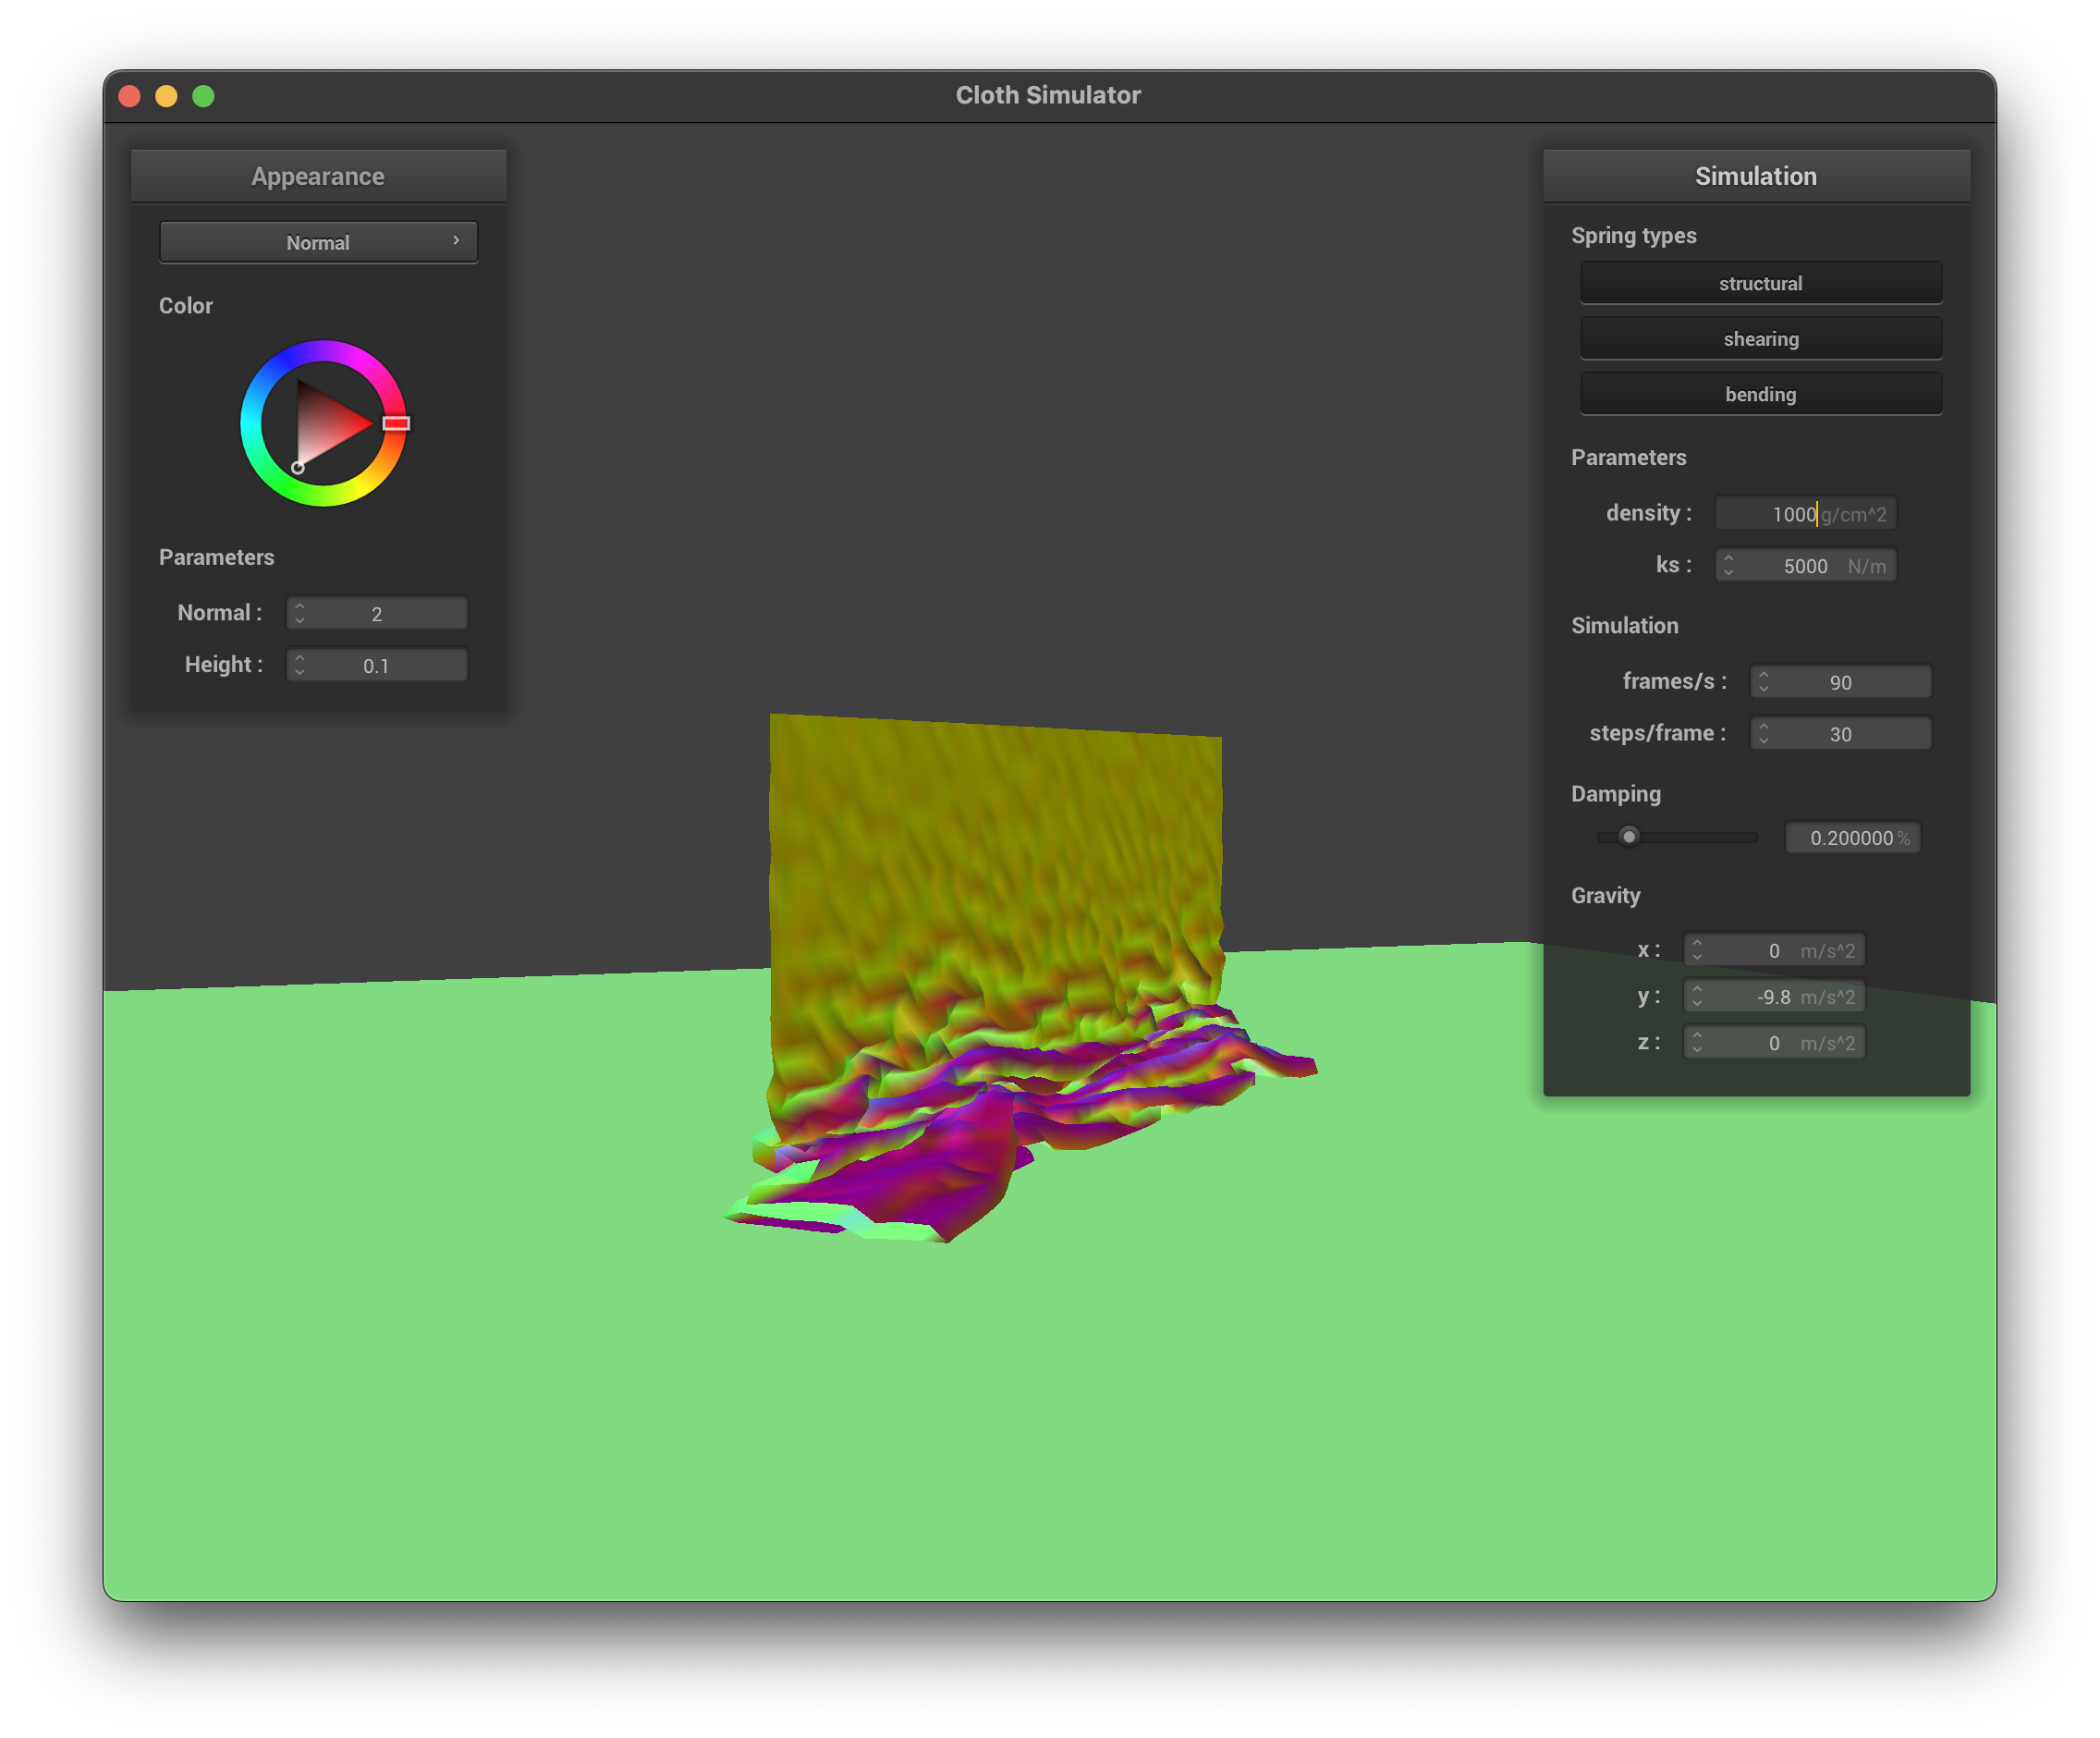 Cloth Simulator
Appearance
Normal
Color
Parameters
Normal : 2
Height : 0.1
Simulation
Spring types
structural
shearing
bending
Parameters
density : 1000 g/cm^2
ks : 5000 N/m
Simulation
frames/s : 90
steps/frame : 30
Damping
0.200000 %
Gravity
x : 0 m/s^2
y : -9.8 m/s^2
z : 0 m/s^2